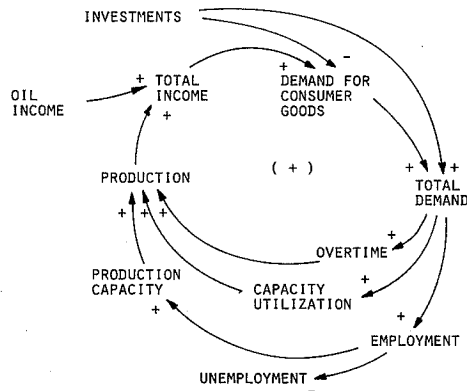 INVESTMENTS
+ TOTAL
INCOME
+
+ DEMAND FOR
CONSUMER
GOODS
-
OIL
INCOME
PRODUCTION
+ + +
( + )
+ +
TOTAL
DEMAND
OVERTIME
+
PRODUCTION
CAPACITY
+
CAPACITY
UTILIZATION
+
+
EMPLOYMENT
UNEMPLOYMENT